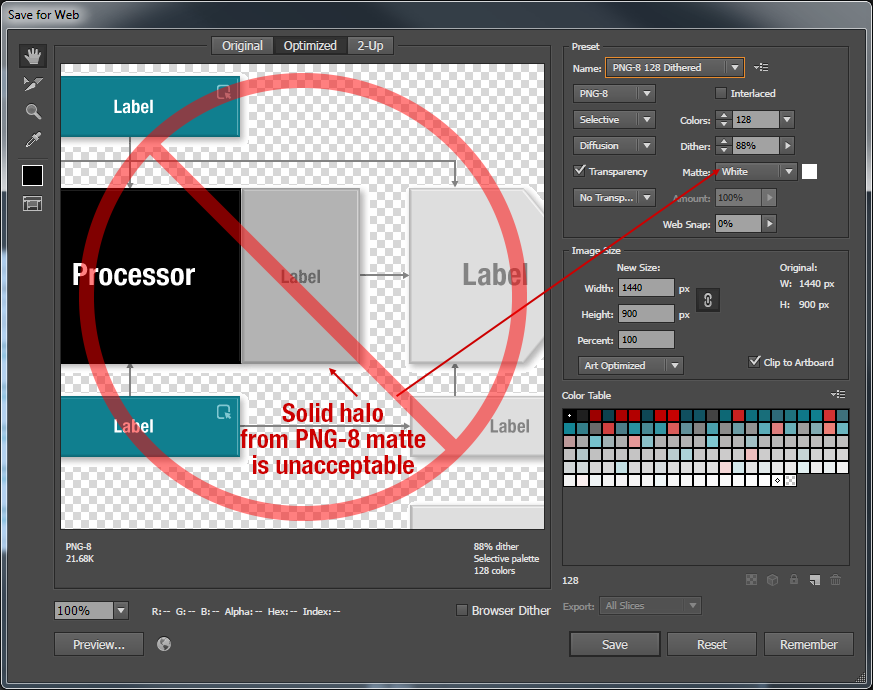 Save for Web
Original
Optimized
2-Up
Label
Processor
Label
Label
Label
Label
Solid halo
from PNG-8 matte
is unacceptable
PNG-8
21.68K
88% dither
Selective palette
128 colors
100%
R:-- G:-- B:-- Alpha:-- Hex:-- Index:--
Browser Dither
Preview...
Preset
Name: PNG-8 128 Dithered
PNG-8
Interlaced
Selective
Colors: 128
Diffusion
Dither: 88%
Transparency
Matte: White
No Transp...
Amount: 100%
Web Snap: 0%
Image Size
New Size:
Width: 1440 px
Height: 900 px
Percent: 100
Original:
W: 1440 px
H: 900 px
Art Optimized
Clip to Artboard
Color Table
128
Export: All Slices
Save
Reset
Remember